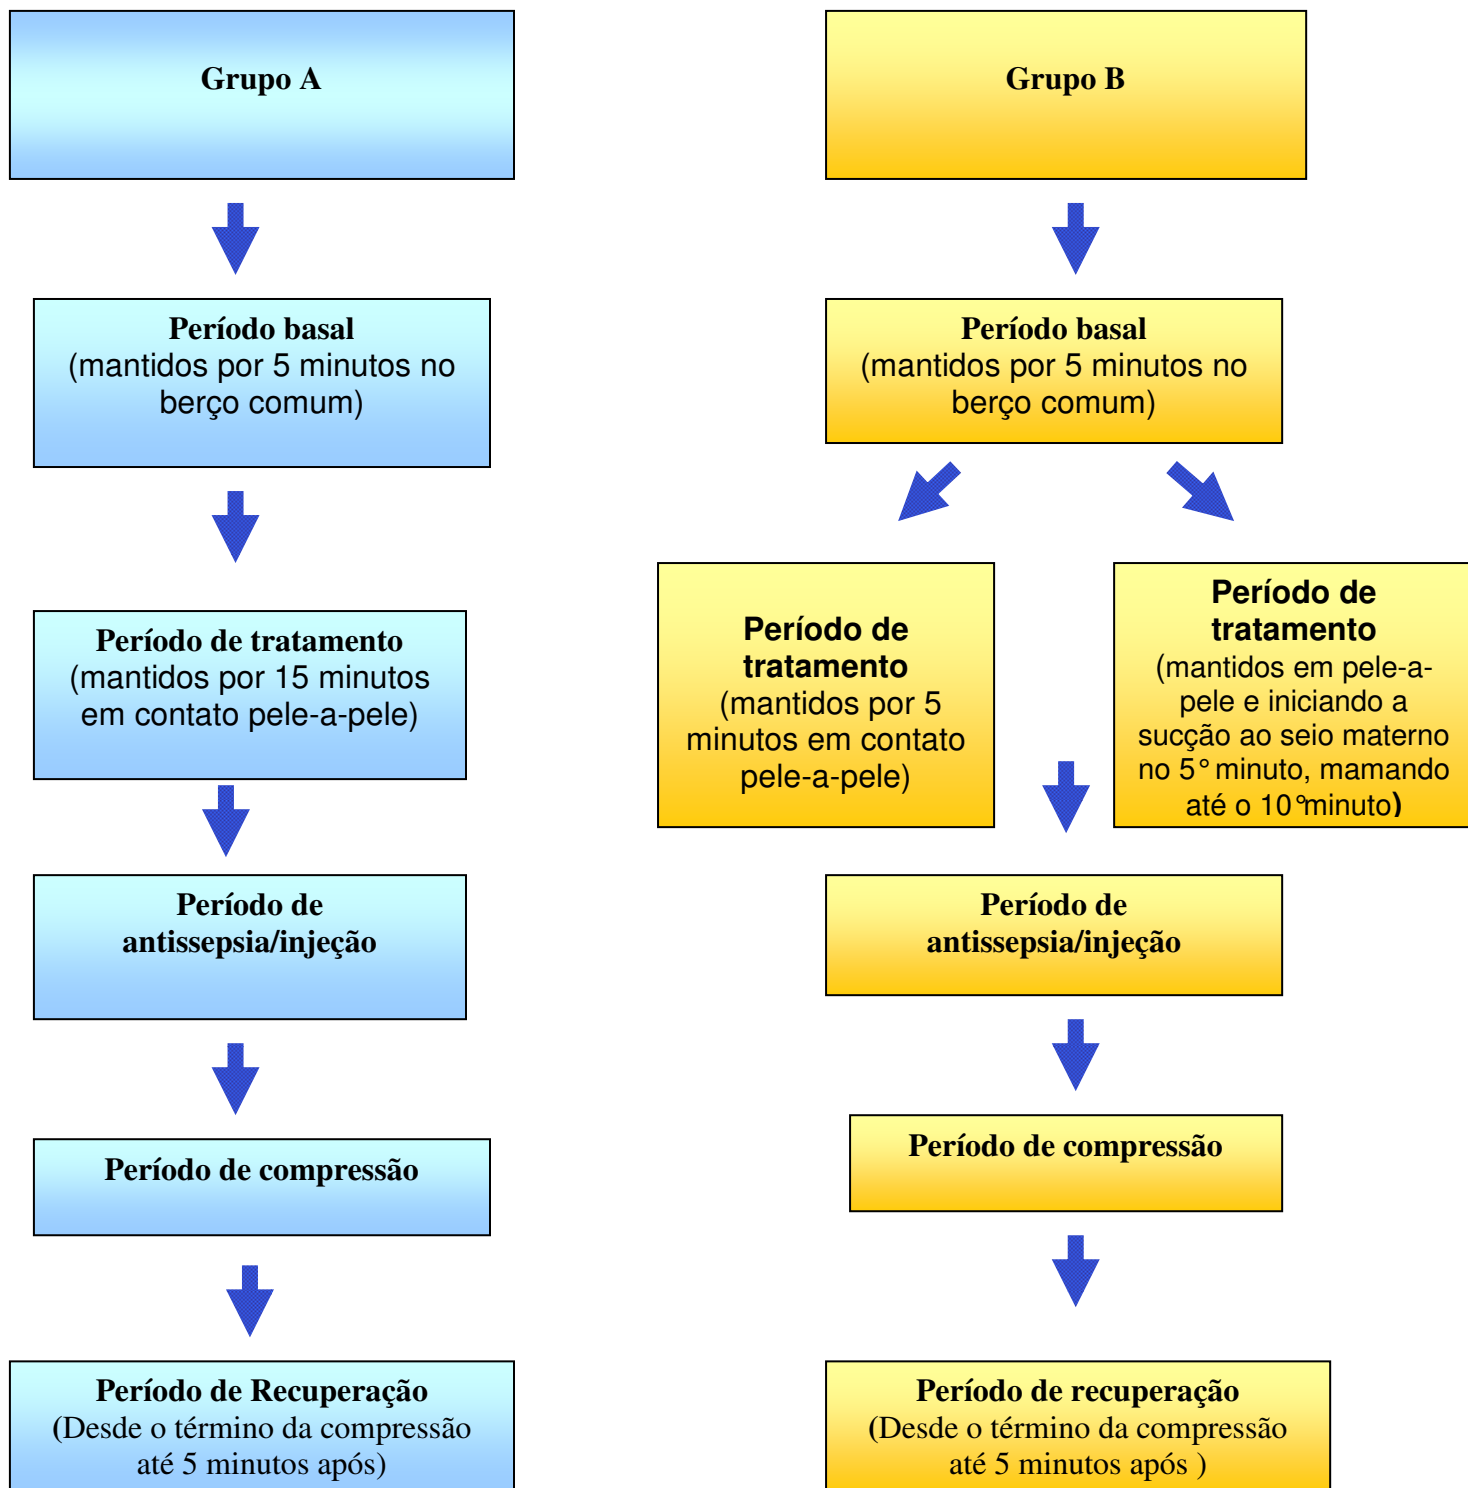 Grupo A
Período basal
(mantidos por 5 minutos no
berço comum)
Período de tratamento
(mantidos por 15 minutos
em contato pele-a-pele)
Período de
antissepsia/injeção
Período de compressão
Período de Recuperação
(Desde o término da compressão
até 5 minutos após)
Grupo B
Período basal
(mantidos por 5 minutos no
berço comum)
Período de
tratamento
(mantidos por 5
minutos em contato
pele-a-pele)
Período de
tratamento
(mantidos em pele-a-
pele e iniciando a
sucção ao seio materno
no 5° minuto, mamando
até o 10°minuto)
Período de
antissepsia/injeção
Período de compressão
Período de recuperação
(Desde o término da compressão
até 5 minutos após )